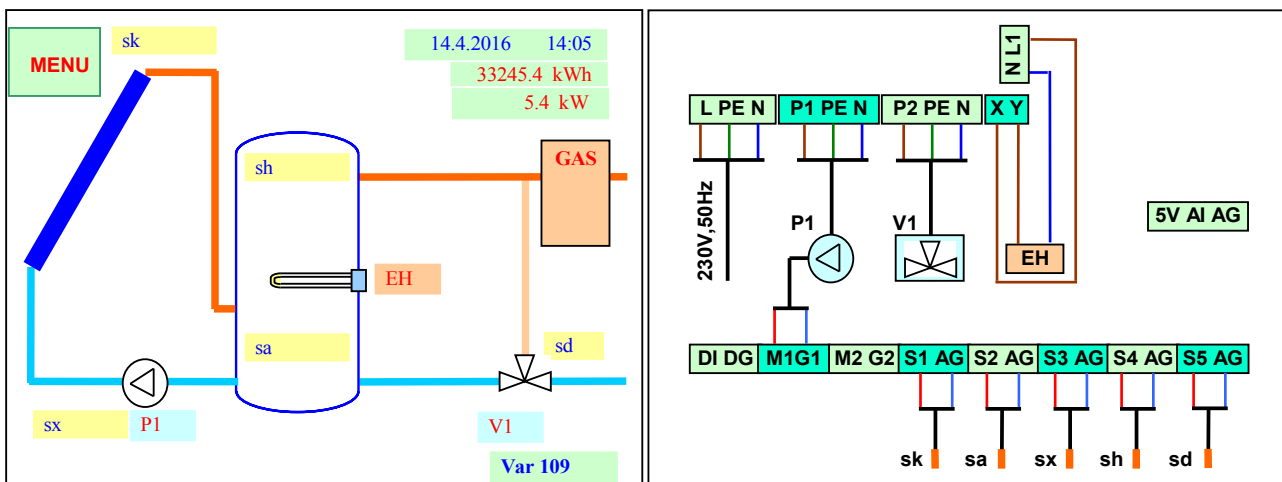 sk
MENU
14.4.2016 14:05
33245.4 kWh
5.4 kW
sh
GAS
EH
sa
sd
sx
P1
V1
Var 109
N L1
L PE N
P1 PE N
P2 PE N
X Y
230V,50Hz
P1
V1
EH
5V AI AG
DI DG
M1G1
M2 G2
S1 AG
S2 AG
S3 AG
S4 AG
S5 AG
sk
sa
sx
sh
sd